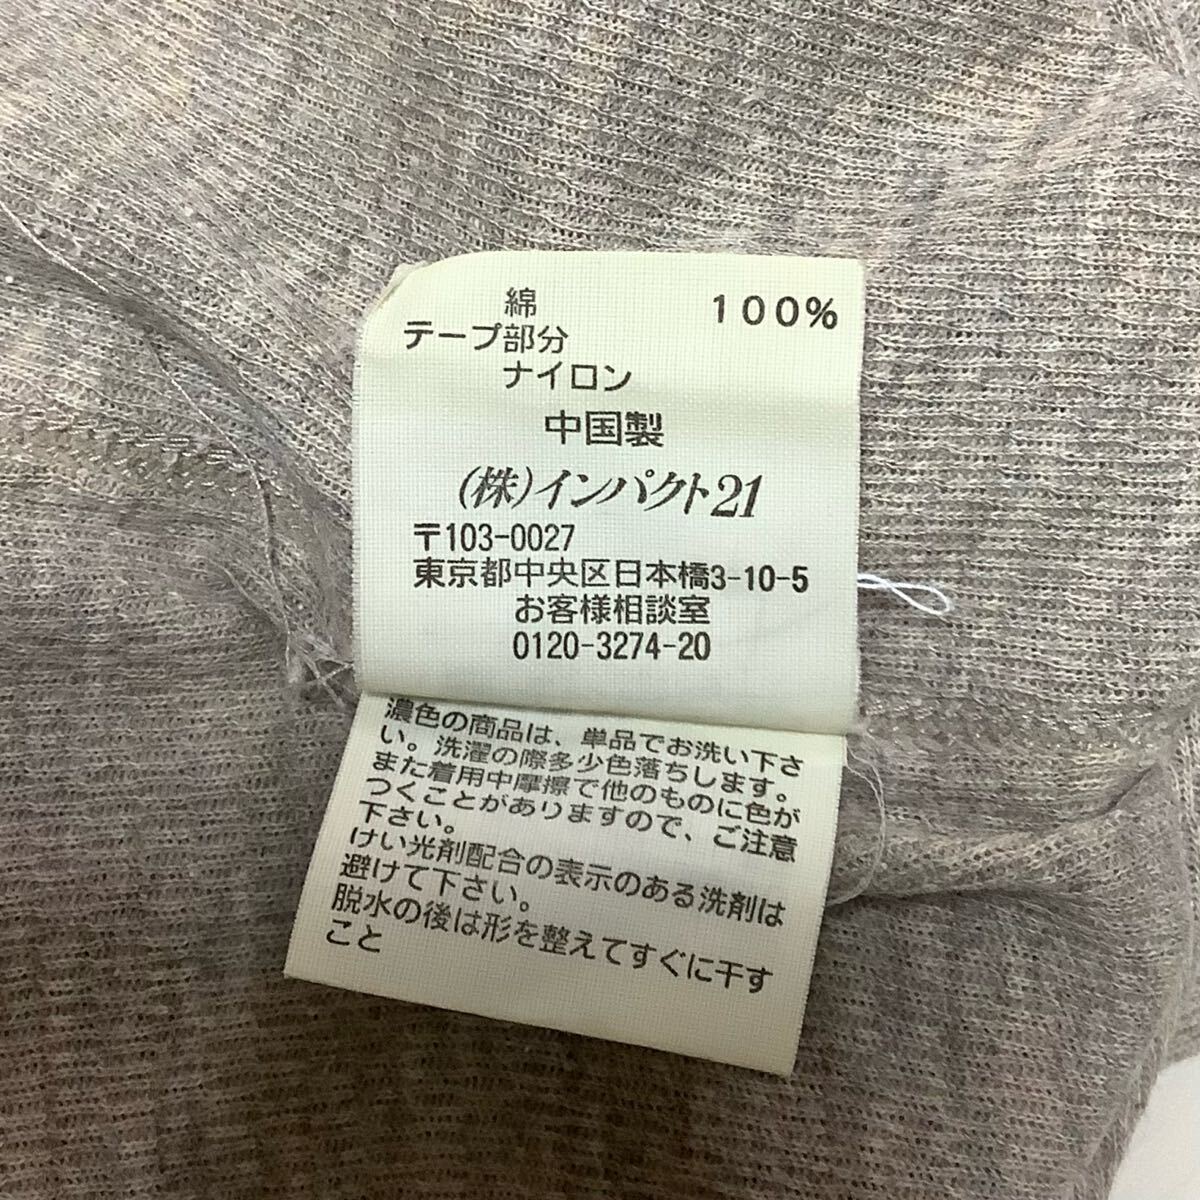 綿 100%
テープ部分
ナイロン
中国製
(株)インパクト21
〒103-0027
東京都中央区日本橋3-10-5
お客様相談室
0120-3274-20
濃色の商品は、単品でお洗い下さ
い。洗濯の際多少色落ちします。
また着用中摩擦で他のものに色が
つくことがありますので、ご注意
下さい。
けい光剤配合の表示のある洗剤は
避けて下さい。
脱水の後は形を整えてすぐに干す
こと